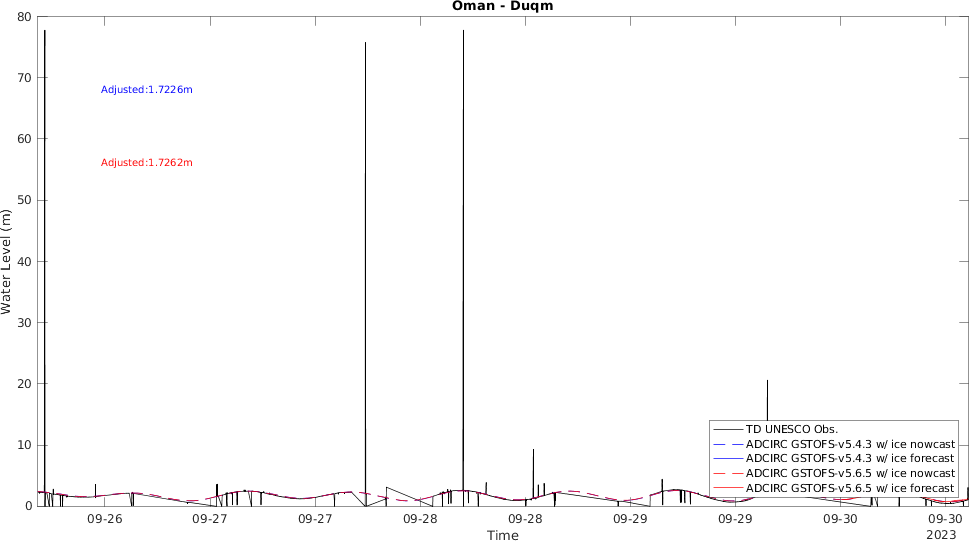 Oman - Duqm
80
70
60
50
40
30
20
10
0
Water Level (m)
Adjusted:1.7226m
Adjusted:1.7262m
TD UNESCO Obs.
ADCIRC GSTOFS-v5.4.3 w/ ice nowcast
ADCIRC GSTOFS-v5.4.3 w/ ice forecast
ADCIRC GSTOFS-v5.6.5 w/ ice nowcast
ADCIRC GSTOFS-v5.6.5 w/ ice forecast
09-26 09-27 09-27 09-28 09-28 09-29 09-29 09-30 09-30
2023
Time